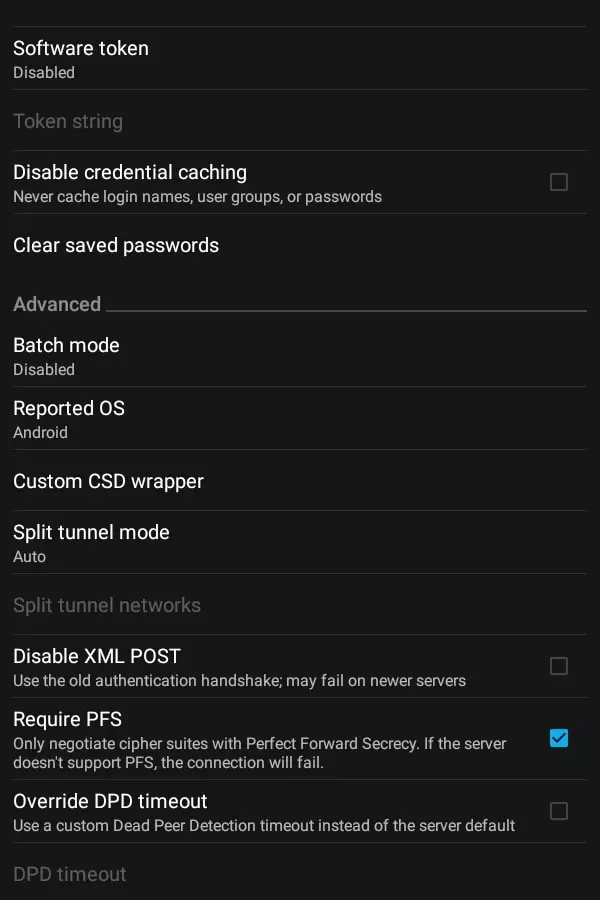 Software token
Disabled
Token string
Disable credential caching
Never cache login names, user groups, or passwords
Clear saved passwords
Advanced
Batch mode
Disabled
Reported OS
Android
Custom CSD wrapper
Split tunnel mode
Auto
Split tunnel networks
Disable XML POST
Use the old authentication handshake; may fail on newer servers
Require PFS
Only negotiate cipher suites with Perfect Forward Secrecy. If the server
doesn't support PFS, the connection will fail.
Override DPD timeout
Use a custom Dead Peer Detection timeout instead of the server default
DPD timeout